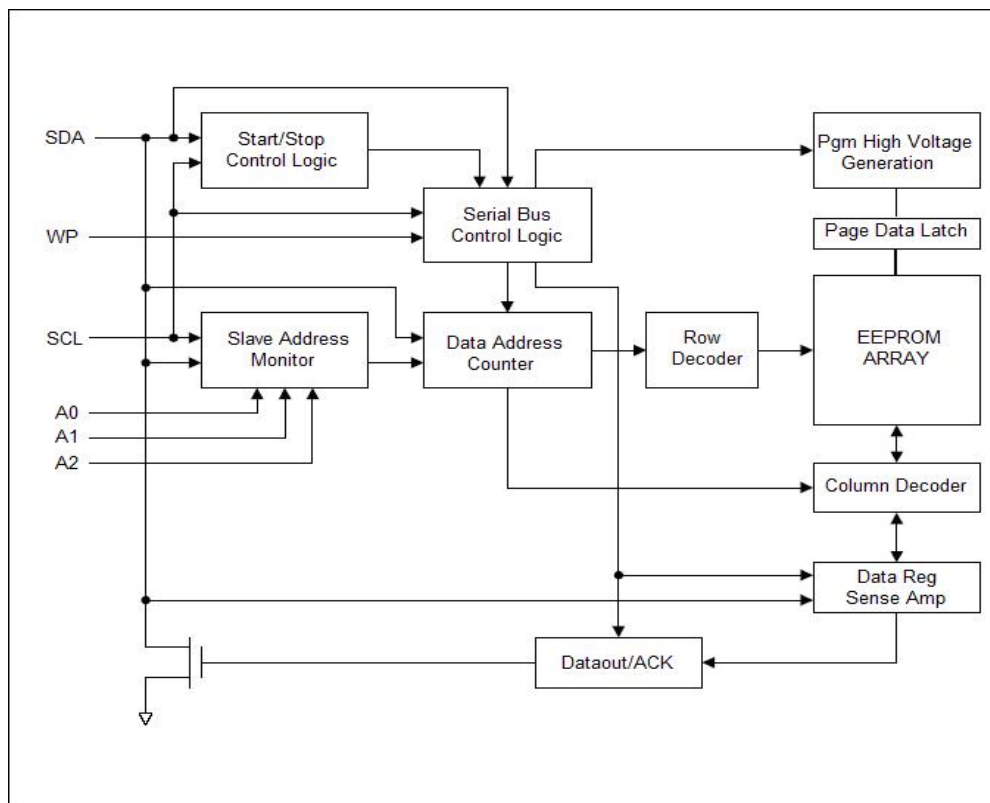 SDA
Start/Stop
Control Logic
Pgm High Voltage
Generation
WP
Serial Bus
Control Logic
Page Data Latch
SCL
Slave Address
Monitor
Data Address
Counter
Row
Decoder
EEPROM
ARRAY
A0
A1
A2
Column Decoder
Data Reg
Sense Amp
Dataout/ACK